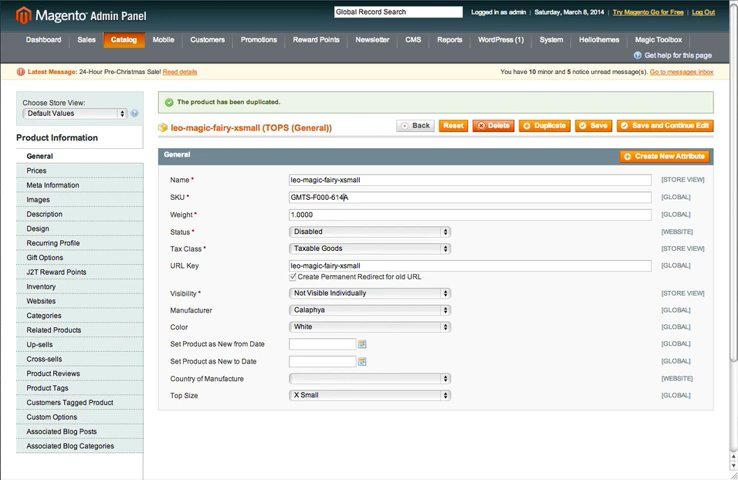 Magento Admin Panel
Global Record Search
Logged in as admin | Saturday, March 8, 2014 | Try Magento Go for Free | Log Out
Dashboard Sales Catalog Mobile Customers Promotions Reward Points Newsletter CMS Reports WordPress (1) System Hellothemes Magic Toolbox
Get help for this page
Latest Message: 24-Hour Pre-Christmas Sale! Read details
You have 10 minor and 5 notice unread message(s). Go to messages inbox
Choose Store View:
Default Values
Product Information
General
Prices
Meta Information
Images
Description
Design
Recurring Profile
Gift Options
J2T Reward Points
Inventory
Websites
Categories
Related Products
Up-sells
Cross-sells
Product Reviews
Product Tags
Customers Tagged Product
Custom Options
Associated Blog Posts
Associated Blog Categories
The product has been duplicated.
leo-magic-fairy-xsmall (TOPS (General))
Back Reset Delete Duplicate Save Save and Continue Edit
General
Create New Attribute
Name * leo-magic-fairy-xsmall [STORE VIEW]
SKU * GMTS-F000-614A [GLOBAL]
Weight * 1.0000 [GLOBAL]
Status * Disabled [WEBSITE]
Tax Class * Taxable Goods [STORE VIEW]
URL Key leo-magic-fairy-xsmall [GLOBAL]
Create Permanent Redirect for old URL
Visibility * Not Visible Individually [STORE VIEW]
Manufacturer Calaphya [GLOBAL]
Color White [GLOBAL]
Set Product as New from Date [GLOBAL]
Set Product as New to Date [GLOBAL]
Country of Manufacture [WEBSITE]
Top Size X Small [GLOBAL]